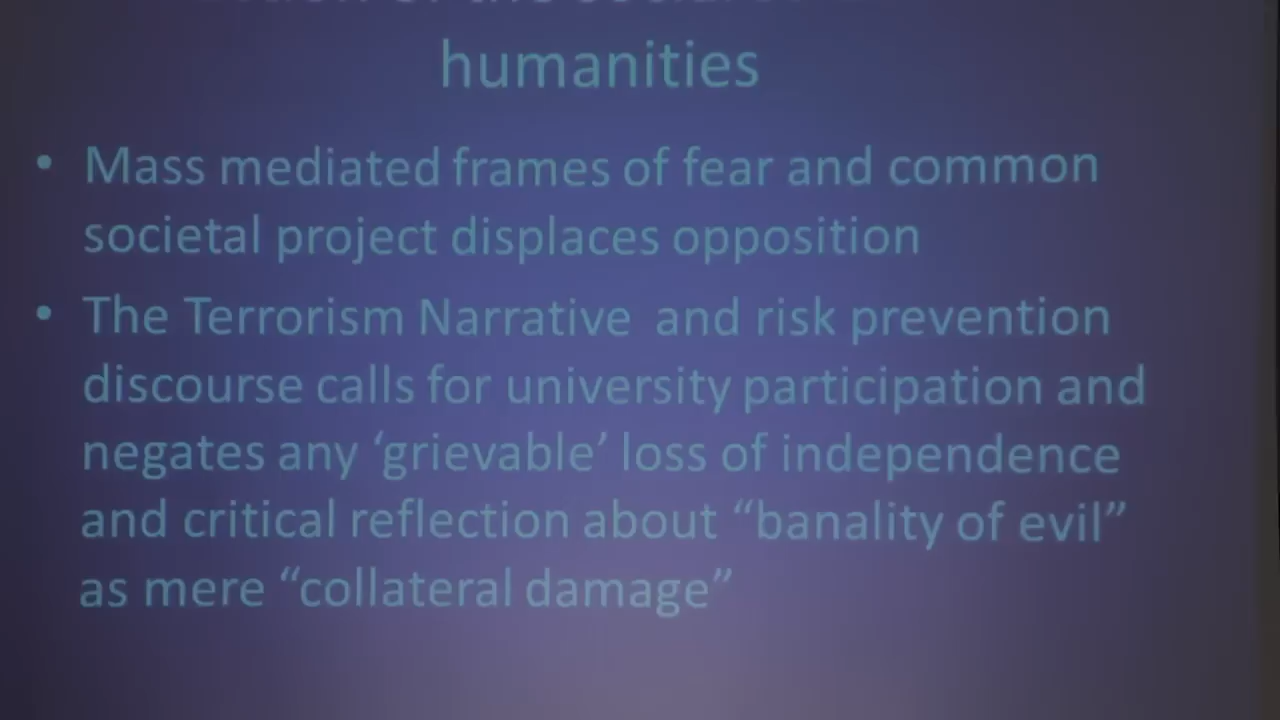 humanities
• Mass mediated frames of fear and common
societal project displaces opposition
• The Terrorism Narrative and risk prevention
discourse calls for university participation and
negates any ‘grievable’ loss of independence
and critical reflection about “banality of evil”
as mere “collateral damage”